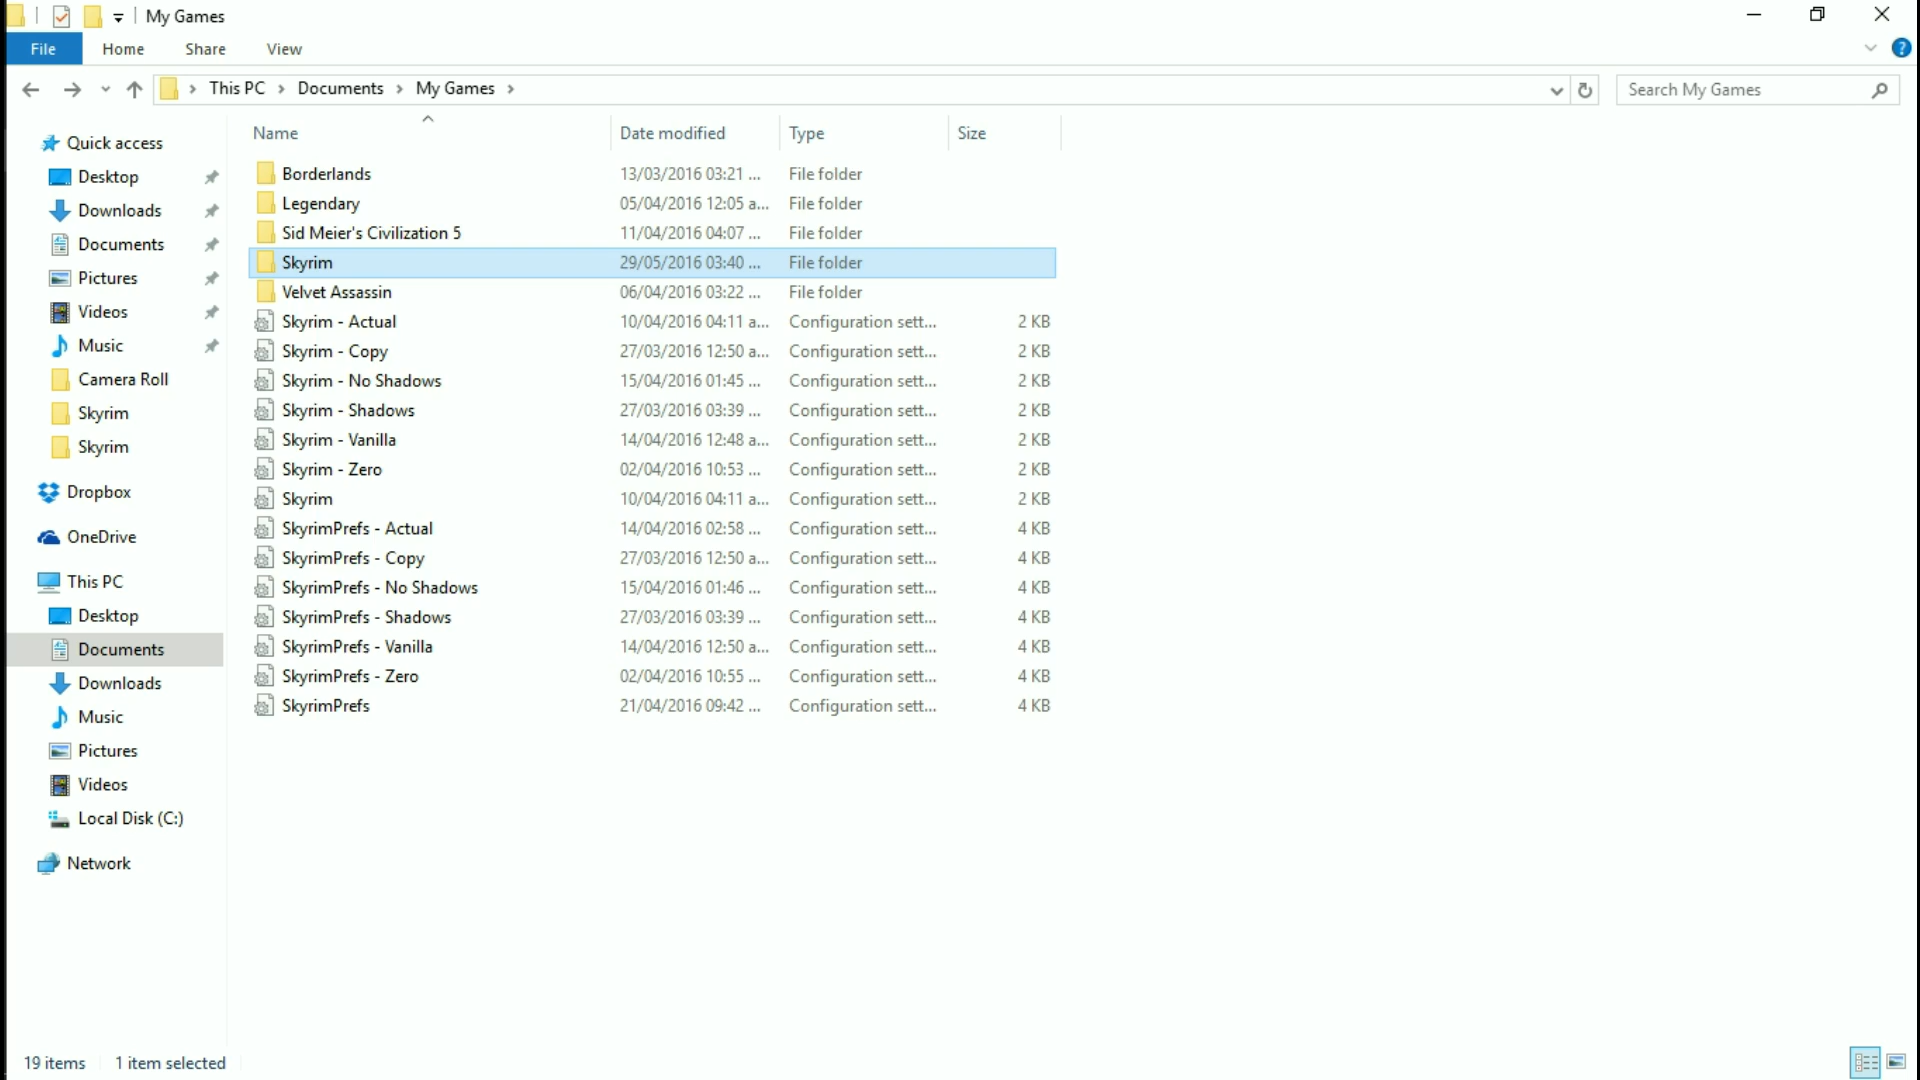 My Games
File Home Share View
This PC Documents My Games Search My Games
Name Date modified Type Size
Quick access
Desktop
Downloads
Documents
Pictures
Videos
Music
Camera Roll
Skyrim
Skyrim
Dropbox
OneDrive
This PC
Desktop
Documents
Downloads
Music
Pictures
Videos
Local Disk (C:)
Network
Borderlands 13/03/2016 03:21 ... File folder
Legendary 05/04/2016 12:05 a... File folder
Sid Meier's Civilization 5 11/04/2016 04:07 ... File folder
Skyrim 29/05/2016 03:40 ... File folder
Velvet Assassin 06/04/2016 03:22 ... File folder
Skyrim - Actual 10/04/2016 04:11 a... Configuration sett... 2 KB
Skyrim - Copy 27/03/2016 12:50 a... Configuration sett... 2 KB
Skyrim - No Shadows 15/04/2016 01:45 ... Configuration sett... 2 KB
Skyrim - Shadows 27/03/2016 03:39 ... Configuration sett... 2 KB
Skyrim - Vanilla 14/04/2016 12:48 a... Configuration sett... 2 KB
Skyrim - Zero 02/04/2016 10:53 ... Configuration sett... 2 KB
Skyrim 10/04/2016 04:11 a... Configuration sett... 2 KB
SkyrimPrefs - Actual 14/04/2016 02:58 ... Configuration sett... 4 KB
SkyrimPrefs - Copy 27/03/2016 12:50 a... Configuration sett... 4 KB
SkyrimPrefs - No Shadows 15/04/2016 01:46 ... Configuration sett... 4 KB
SkyrimPrefs - Shadows 27/03/2016 03:39 ... Configuration sett... 4 KB
SkyrimPrefs - Vanilla 14/04/2016 12:50 a... Configuration sett... 4 KB
SkyrimPrefs - Zero 02/04/2016 10:55 ... Configuration sett... 4 KB
SkyrimPrefs 21/04/2016 09:42 ... Configuration sett... 4 KB
19 items 1 item selected